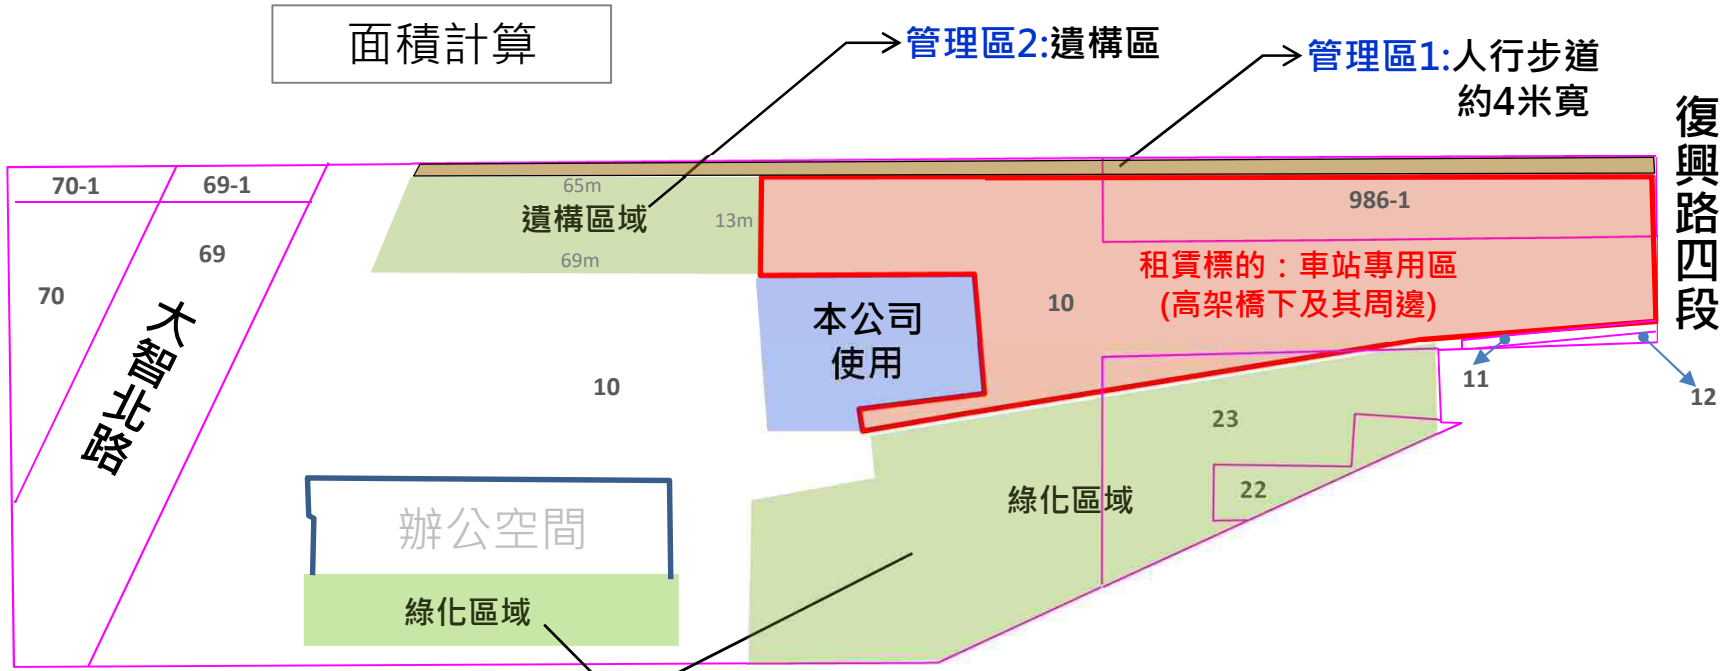 面積計算
管理區2:遺構區
管理區1:人行步道
約4米寬
復興路四段
70-1
69-1
65m
遺構區域
13m
69m
986-1
69
70
大智北路
租賃標的：車站專用區
(高架橋下及其周邊)
10
本公司
使用
10
11
12
23
22
綠化區域
辦公空間
綠化區域